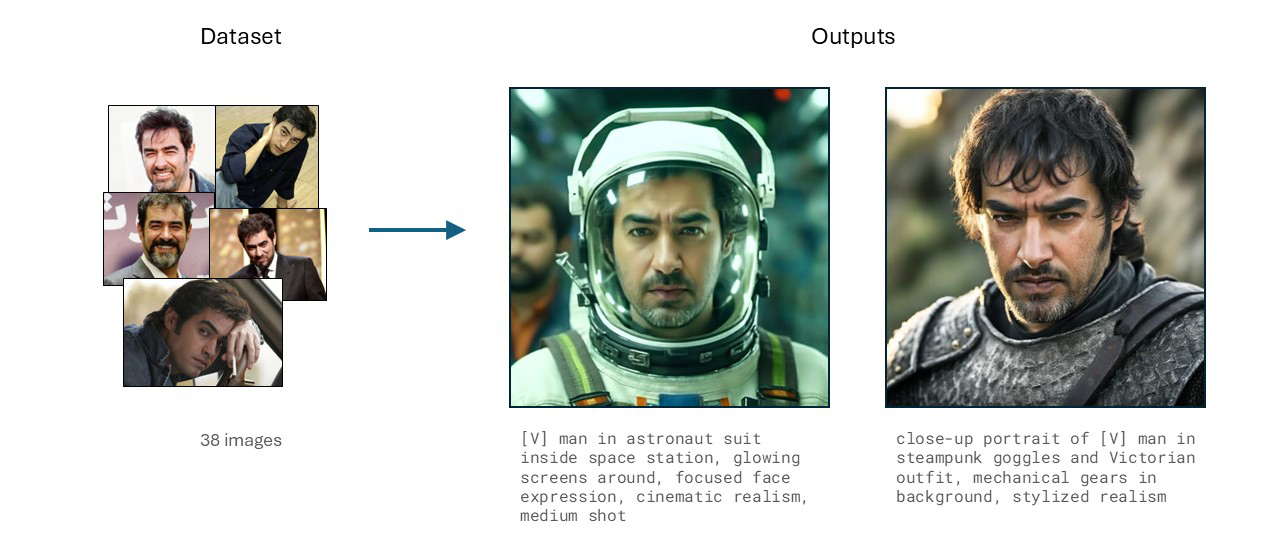 Dataset
Outputs
38 images
[V] man in astronaut suit
inside space station, glowing
screens around, focused face
expression, cinematic realism,
medium shot
close-up portrait of [V] man in
steampunk goggles and Victorian
outfit, mechanical gears in
background, stylized realism